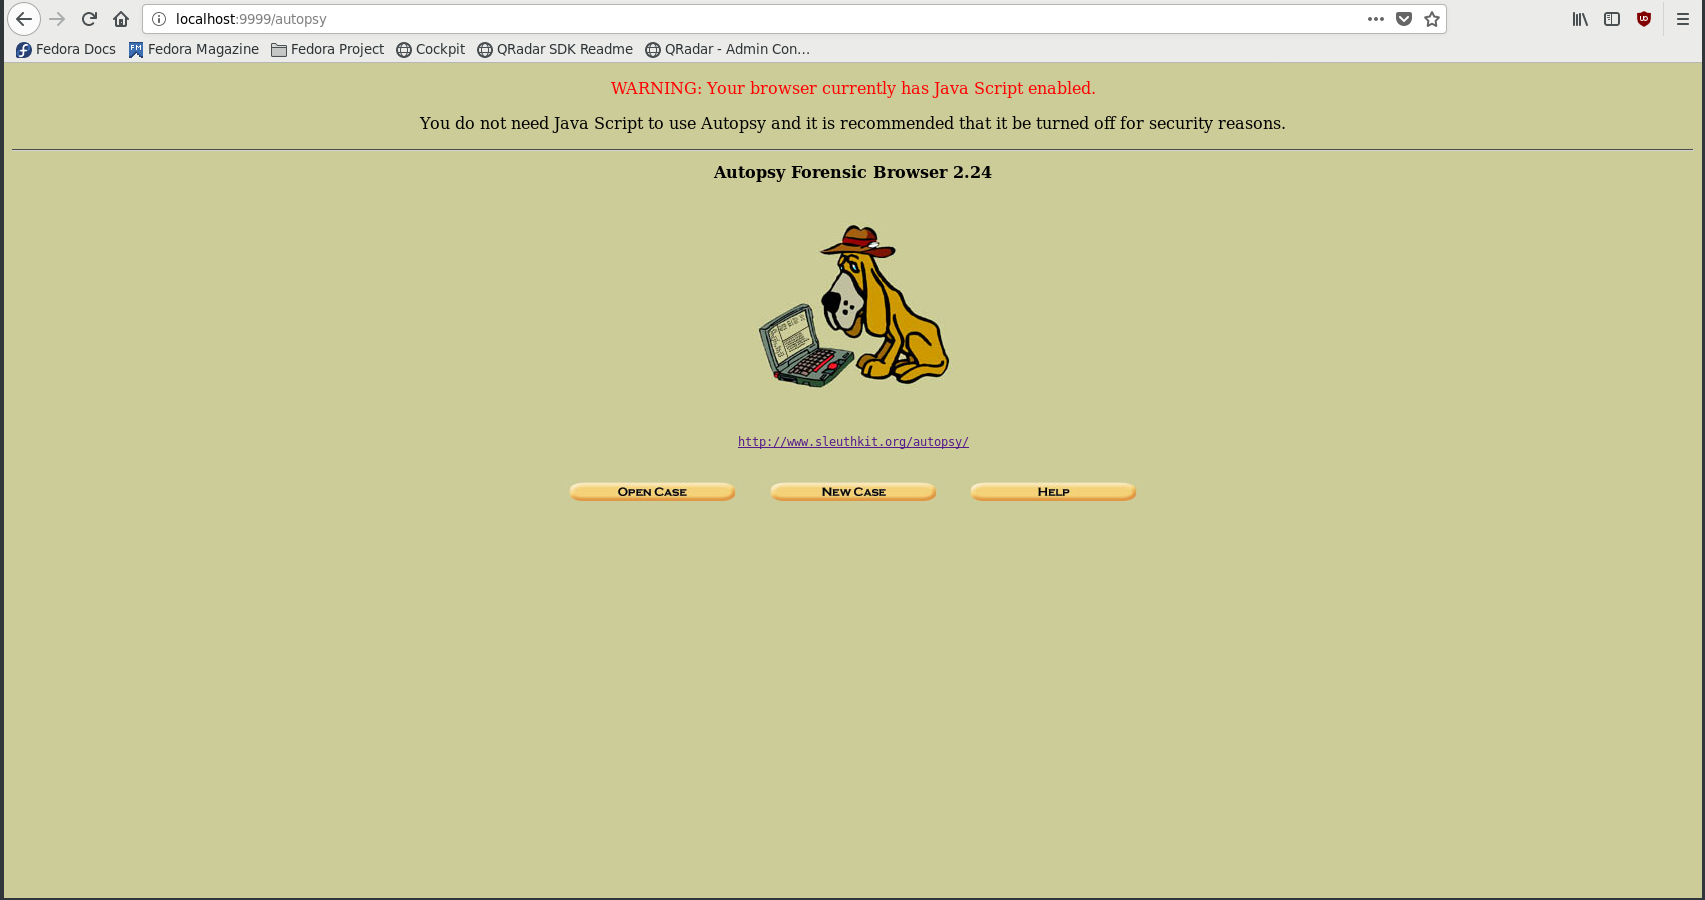 localhost:9999/autopsy
Fedora Docs Fedora Magazine Fedora Project Cockpit QRadar SDK Readme QRadar - Admin Con...
WARNING: Your browser currently has Java Script enabled.
You do not need Java Script to use Autopsy and it is recommended that it be turned off for security reasons.
Autopsy Forensic Browser 2.24
http://www.sleuthkit.org/autopsy/
OPEN CASE NEW CASE HELP